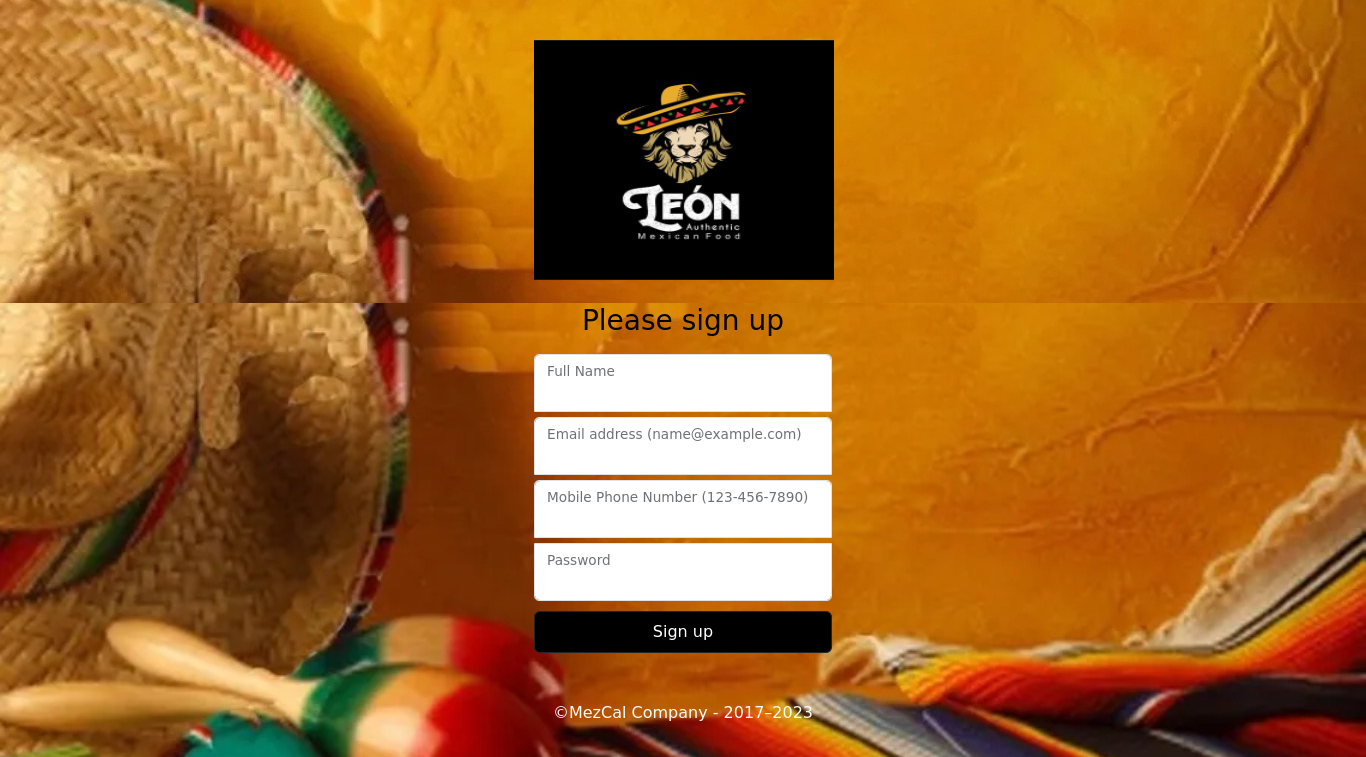 LEÓN
Authentic
Mexican Food
Please sign up
Full Name
Email address (name@example.com)
Mobile Phone Number (123-456-7890)
Password
Sign up
©MezCal Company - 2017–2023